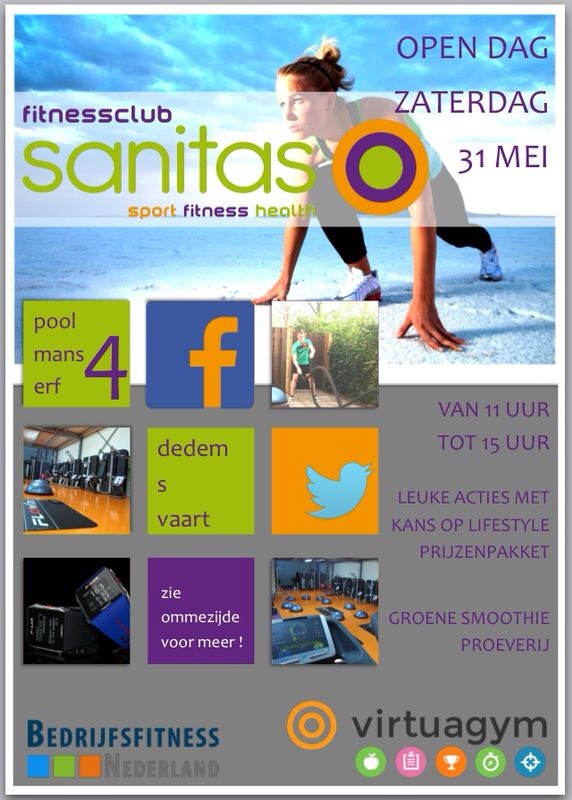 OPEN DAG
ZATERDAG
31 MEI
fitnessclub
sanitas
sport fitness health
pool
mans
erf
4
f
dedem
s
vaart
zie
ommezijde
voor meer !
VAN 11 UUR
TOT 15 UUR
LEUKE ACTIES MET
KANS OP LIFESTYLE
PRIJZENPAKKET
GROENE SMOOTHIE
PROEVERIJ
BEDRIJFSFITNESS
NEDERLAND
virtuagym